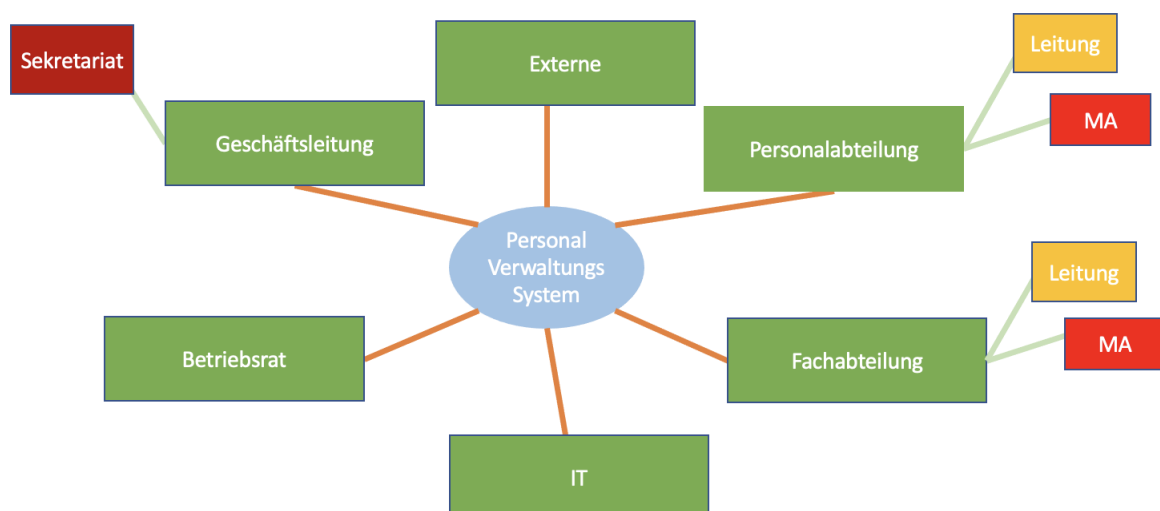 Sekretariat
Externe
Leitung
MA
Geschäftsleitung
Personalabteilung
Personal
Verwaltungs
System
Leitung
MA
Betriebsrat
Fachabteilung
IT